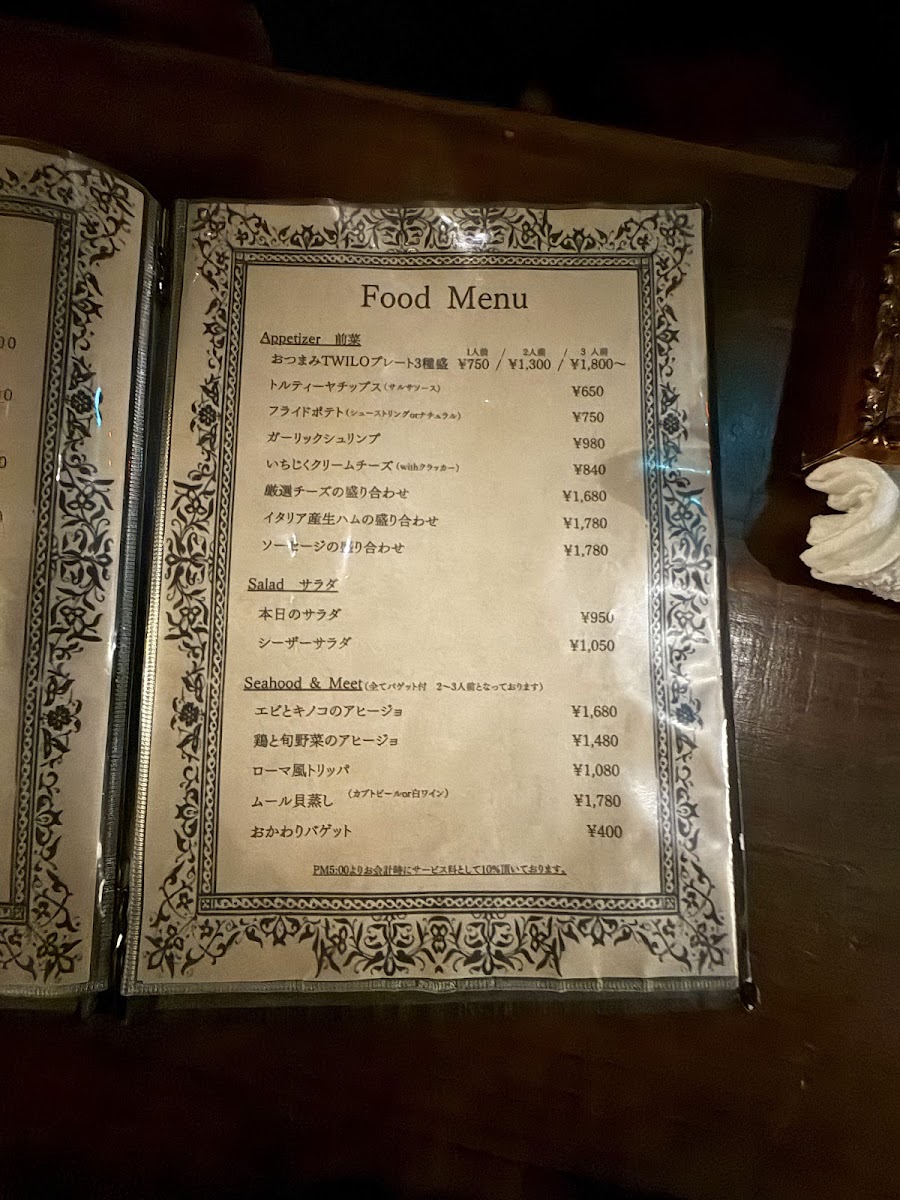 Food Menu
Appetizer 前菜
1人前 / 2人前 / 3 人前
おつまみTWILOプレート3種盛 ¥750 / ¥1,300 / ¥1,800〜
トルティーヤチップス(サルサソース) ¥650
フライドポテト(シューストリングorナチュラル) ¥750
ガーリックシュリンプ ¥980
いちじくクリームチーズ(withクラッカー) ¥840
厳選チーズの盛り合わせ ¥1,680
イタリア産生ハムの盛り合わせ ¥1,780
ソーセージの盛り合わせ ¥1,780
Salad サラダ
本日のサラダ ¥950
シーザーサラダ ¥1,050
Seahood & Meet(全てバゲット付 2〜3人前となっております)
エビとキノコのアヒージョ ¥1,680
鶏と旬野菜のアヒージョ ¥1,480
ローマ風トリッパ ¥1,080
ムール貝蒸し (カブトビールor白ワイン) ¥1,780
おかわりバゲット ¥400
PM5:00よりお会計時にサービス料として10%頂いております。